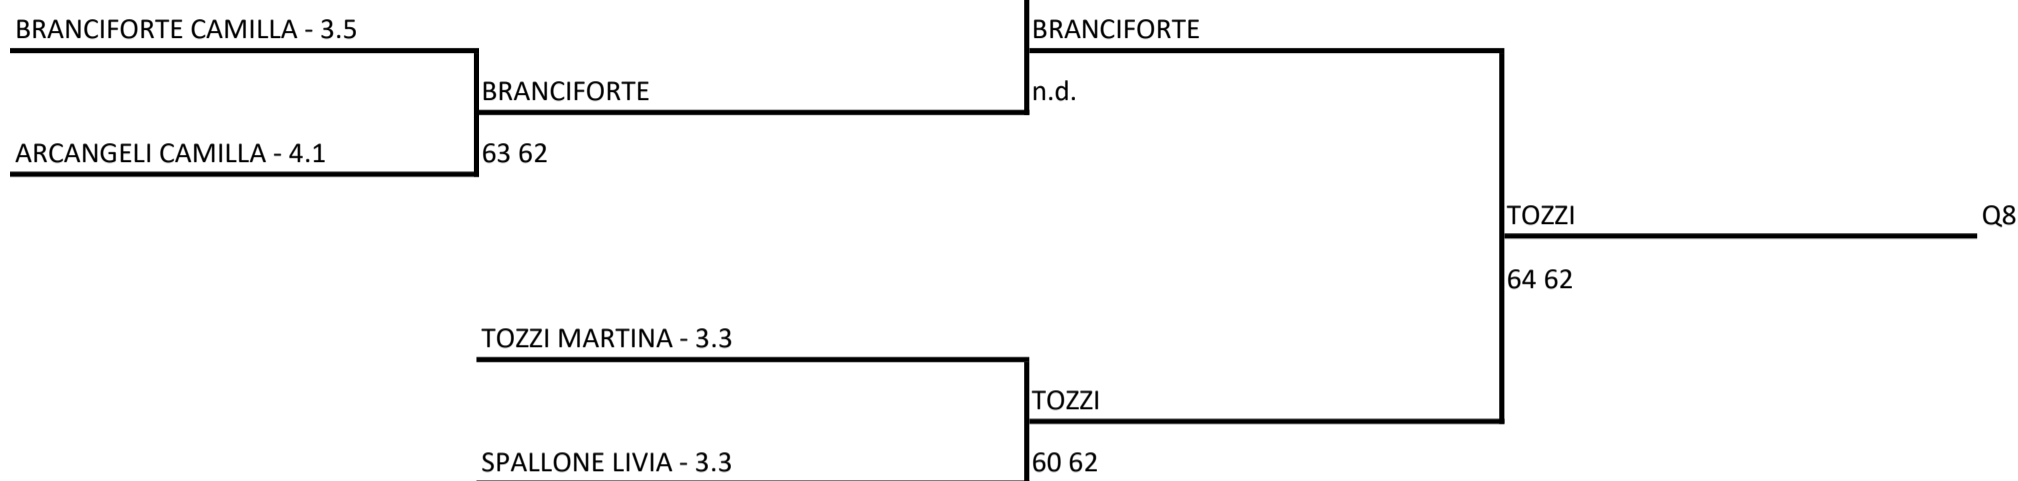 BRANCIFORTE CAMILLA - 3.5
BRANCIFORTE
BRANCIFORTE
n.d.
ARCANGELI CAMILLA - 4.1
63 62
TOZZI
Q8
64 62
TOZZI MARTINA - 3.3
TOZZI
SPALLONE LIVIA - 3.3
60 62